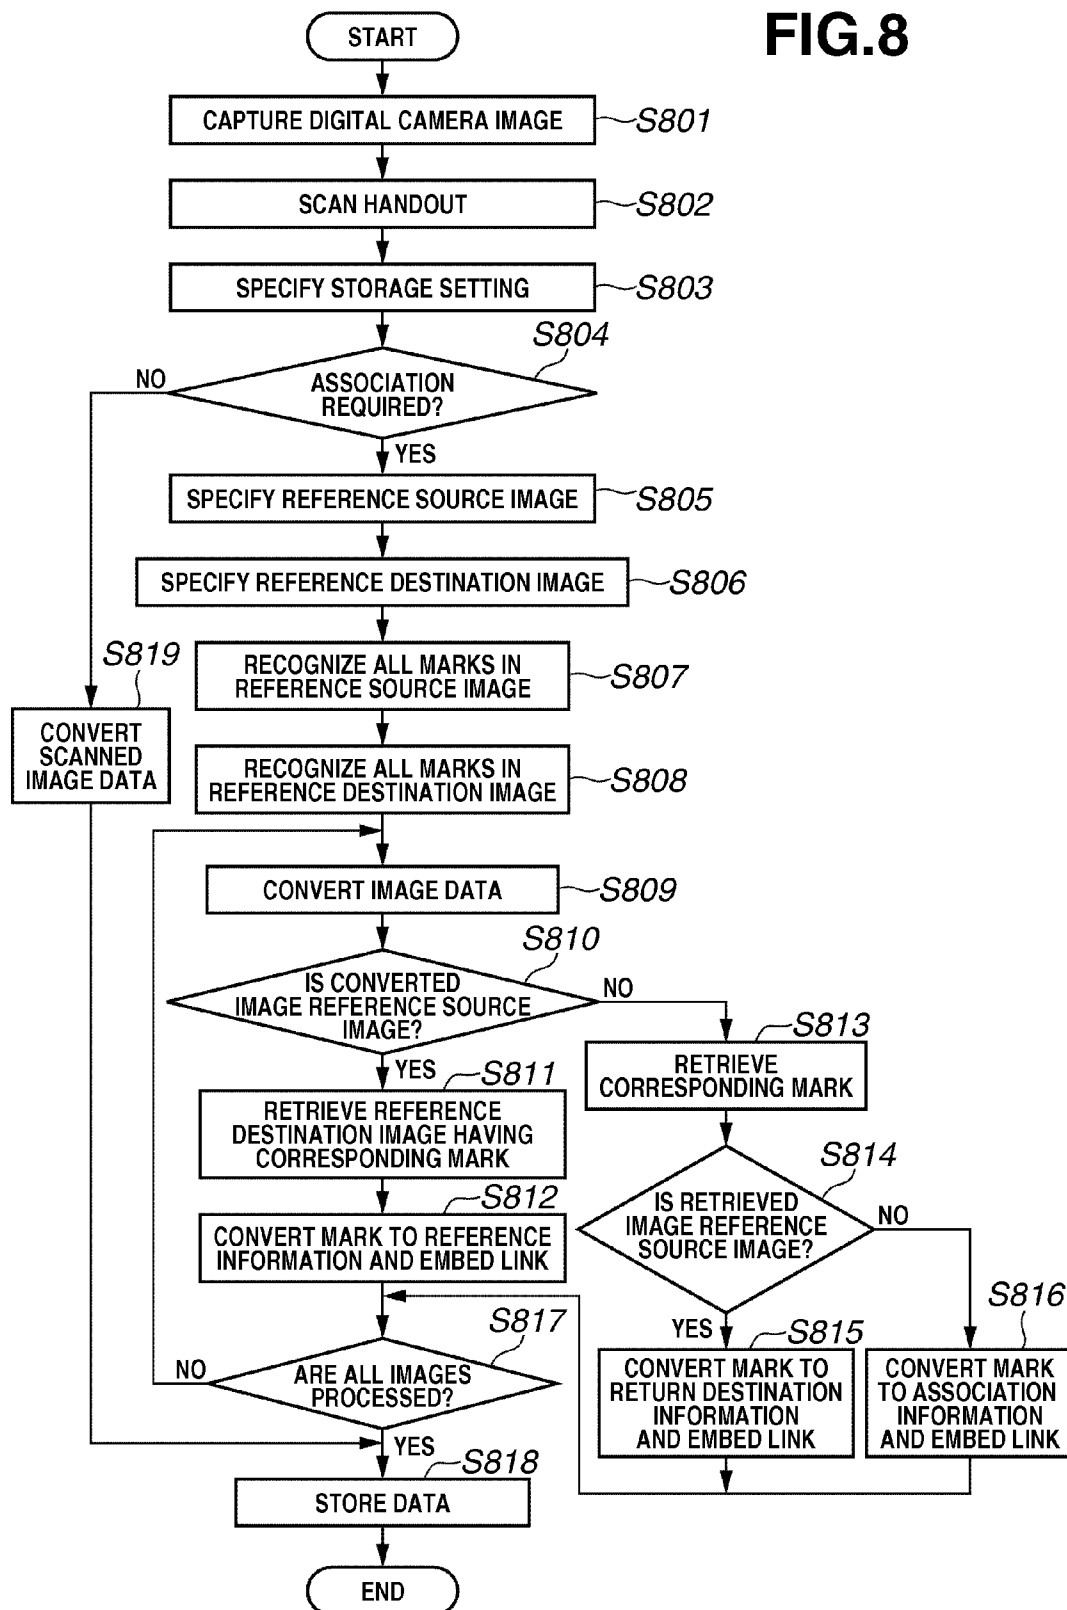 FIG.8
START
CAPTURE DIGITAL CAMERA IMAGE
S801
SCAN HANDOUT
S802
SPECIFY STORAGE SETTING
S803
S804
NO
ASSOCIATION
REQUIRED?
YES
SPECIFY REFERENCE SOURCE IMAGE
S805
SPECIFY REFERENCE DESTINATION IMAGE
S806
S819
CONVERT
SCANNED
IMAGE DATA
RECOGNIZE ALL MARKS IN
REFERENCE SOURCE IMAGE
S807
RECOGNIZE ALL MARKS IN
REFERENCE DESTINATION IMAGE
S808
CONVERT IMAGE DATA
S809
S810
IS CONVERTED
IMAGE REFERENCE SOURCE
IMAGE?
NO
YES
S811
RETRIEVE REFERENCE
DESTINATION IMAGE HAVING
CORRESPONDING MARK
S812
CONVERT MARK TO REFERENCE
INFORMATION AND EMBED LINK
S813
RETRIEVE
CORRESPONDING MARK
S814
IS RETRIEVED
IMAGE REFERENCE
SOURCE IMAGE?
NO
YES
S815
CONVERT MARK TO
RETURN DESTINATION
INFORMATION
AND EMBED LINK
S816
CONVERT MARK
TO ASSOCIATION
INFORMATION
AND EMBED LINK
S817
NO
ARE ALL IMAGES
PROCESSED?
YES
S818
STORE DATA
END